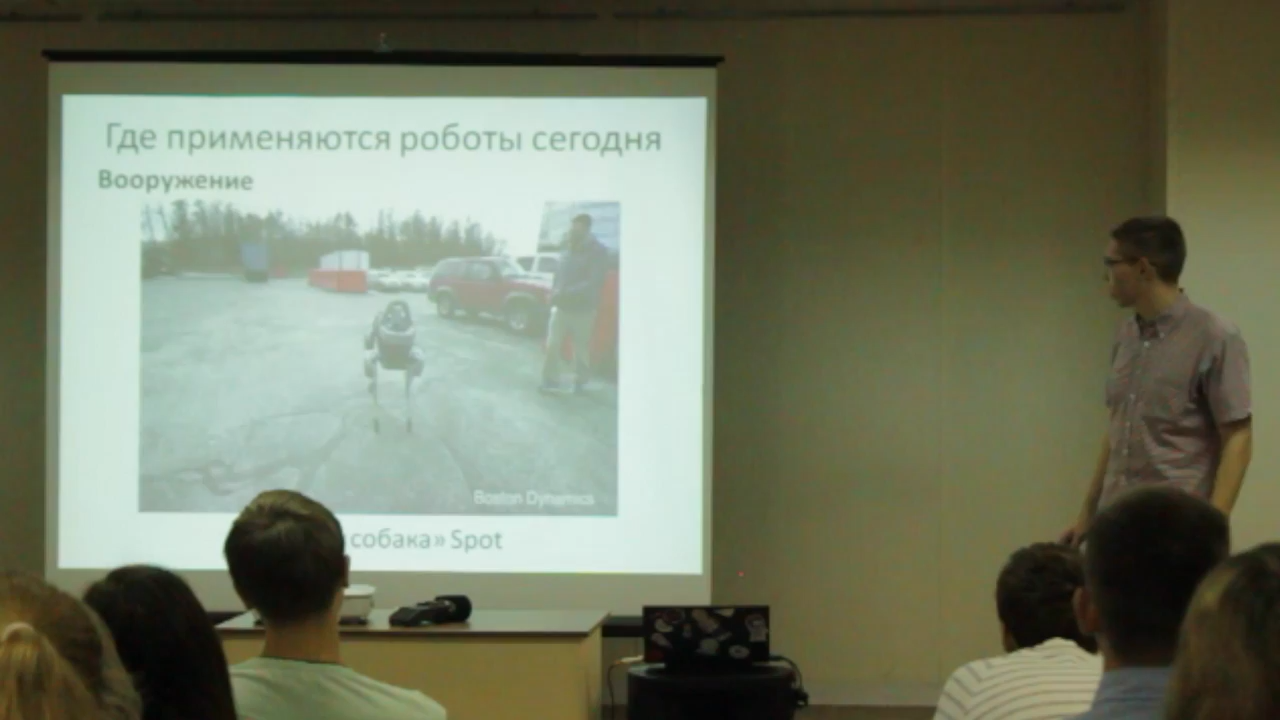 Где применяются роботы сегодня
Вооружение
Boston Dynamics
собака» Spot